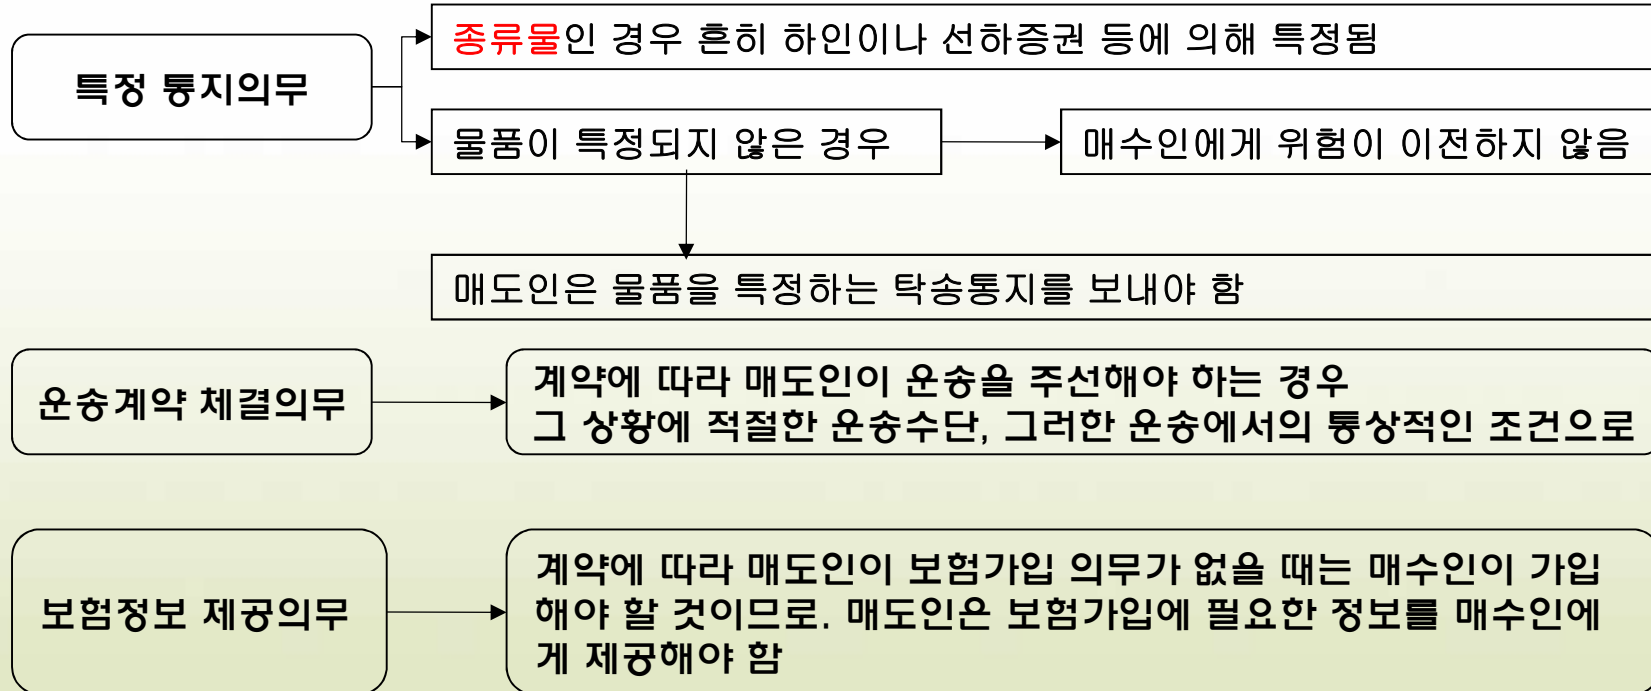 종류물인 경우 흔히 하인이나 선하증권 등에 의해 특정됨
특정 통지의무
물품이 특정되지 않은 경우
매수인에게 위험이 이전하지 않음
매도인은 물품을 특정하는 탁송통지를 보내야 함
운송계약 체결의무
계약에 따라 매도인이 운송을 주선해야 하는 경우
그 상황에 적절한 운송수단, 그러한 운송에서의 통상적인 조건으로
보험정보 제공의무
계약에 따라 매도인이 보험가입 의무가 없을 때는 매수인이 가입
해야 할 것이므로. 매도인은 보험가입에 필요한 정보를 매수인에
게 제공해야 함